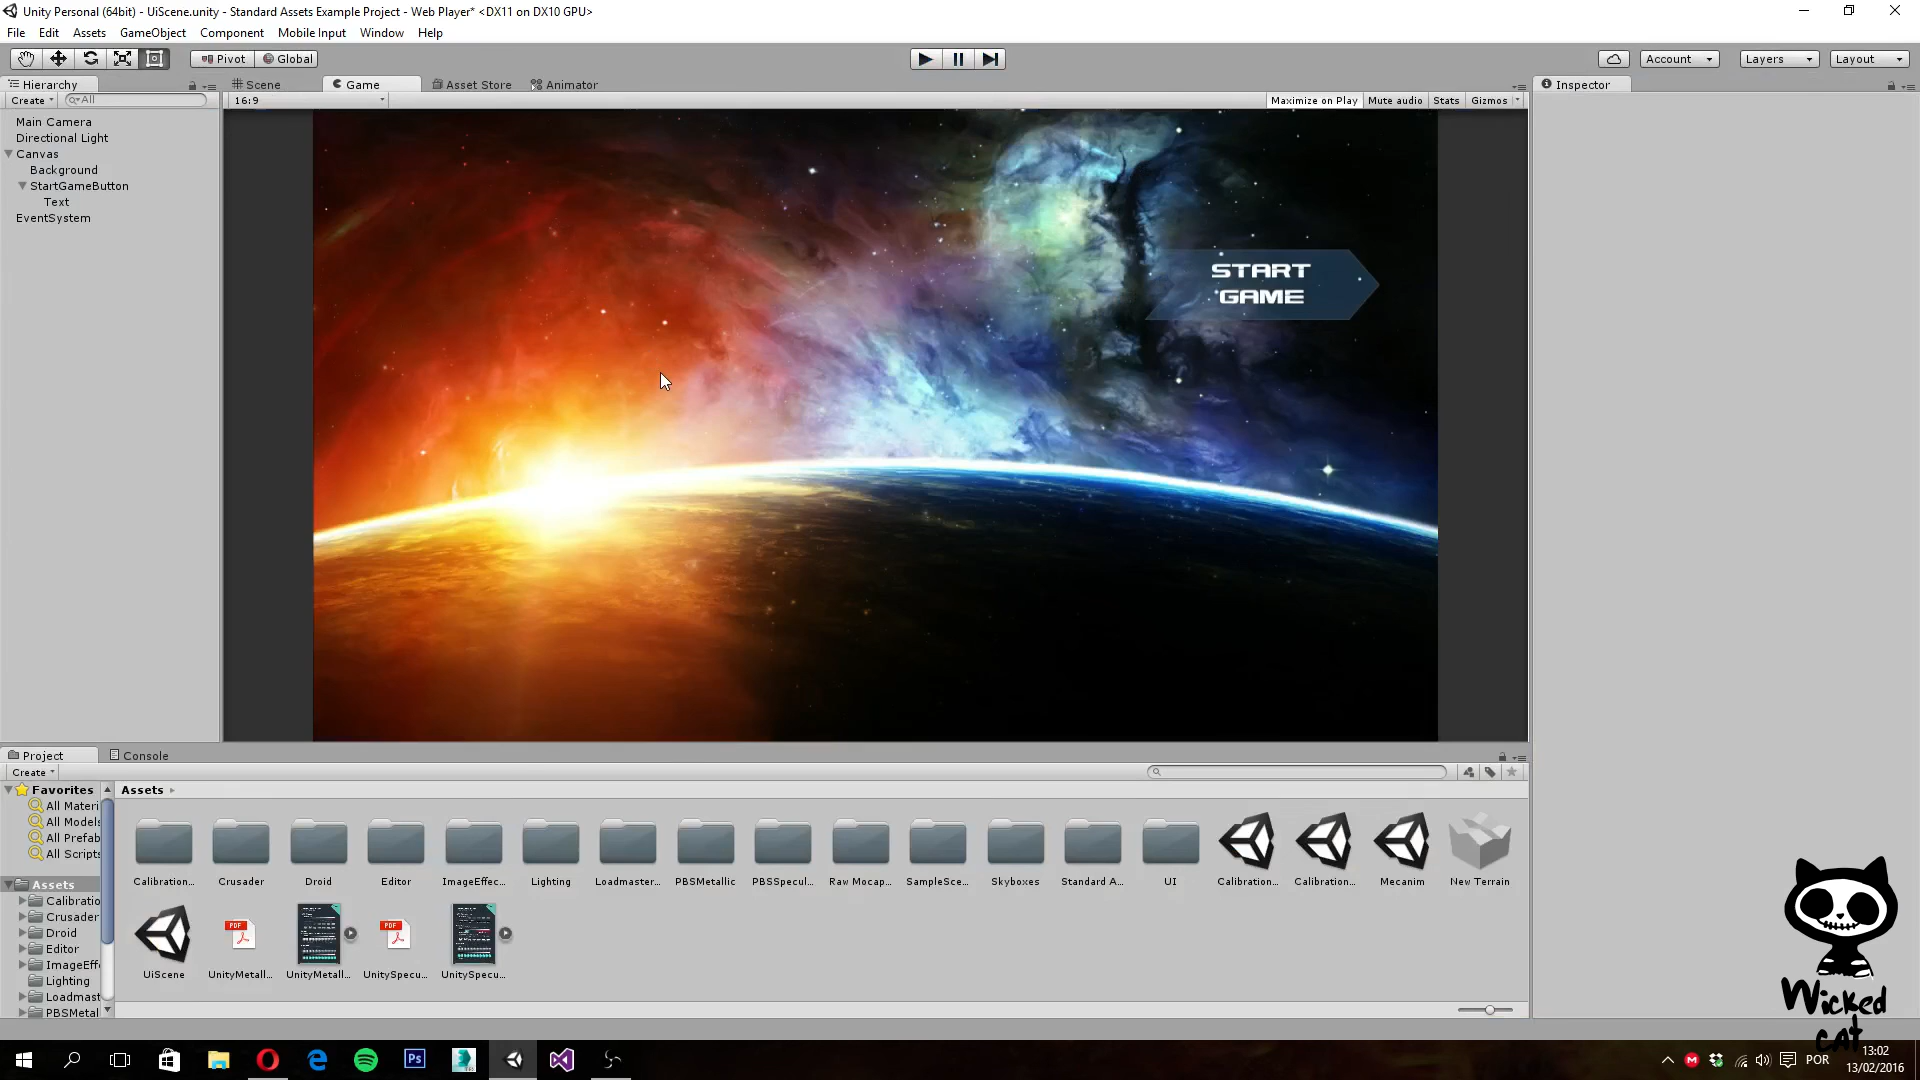 Unity Personal (64bit) - UiScene.unity - Standard Assets Example Project - Web Player* <DX11 on DX10 GPU>
File Edit Assets GameObject Component Mobile Input Window Help
Pivot Global Account Layers Layout
Hierarchy Scene Game Asset Store Animator Inspector
Create All 16:9 Maximize on Play Mute audio Stats Gizmos
Main Camera
Directional Light
Canvas
Background
StartGameButton
Text
EventSystem
START
GAME
Project Console
Create
Favorites
All Materi
All Models
All Prefab
All Scripts
Assets
Calibratio
Crusader
Droid
Editor
ImageEffe
Lighting
Loadmast
PBSMetal
Assets
Calibration... Crusader Droid Editor ImageEffec... Lighting Loadmaster... PBSMetallic PBSSpecul... Raw Mocap... SampleSce... Skyboxes Standard A... UI Calibration... Calibration... Mecanim New Terrain
UiScene UnityMetall... UnityMetall... UnitySpecu... UnitySpecu...
PDF PDF
Wicked
cat
Ps
POR
13:02
13/02/2016